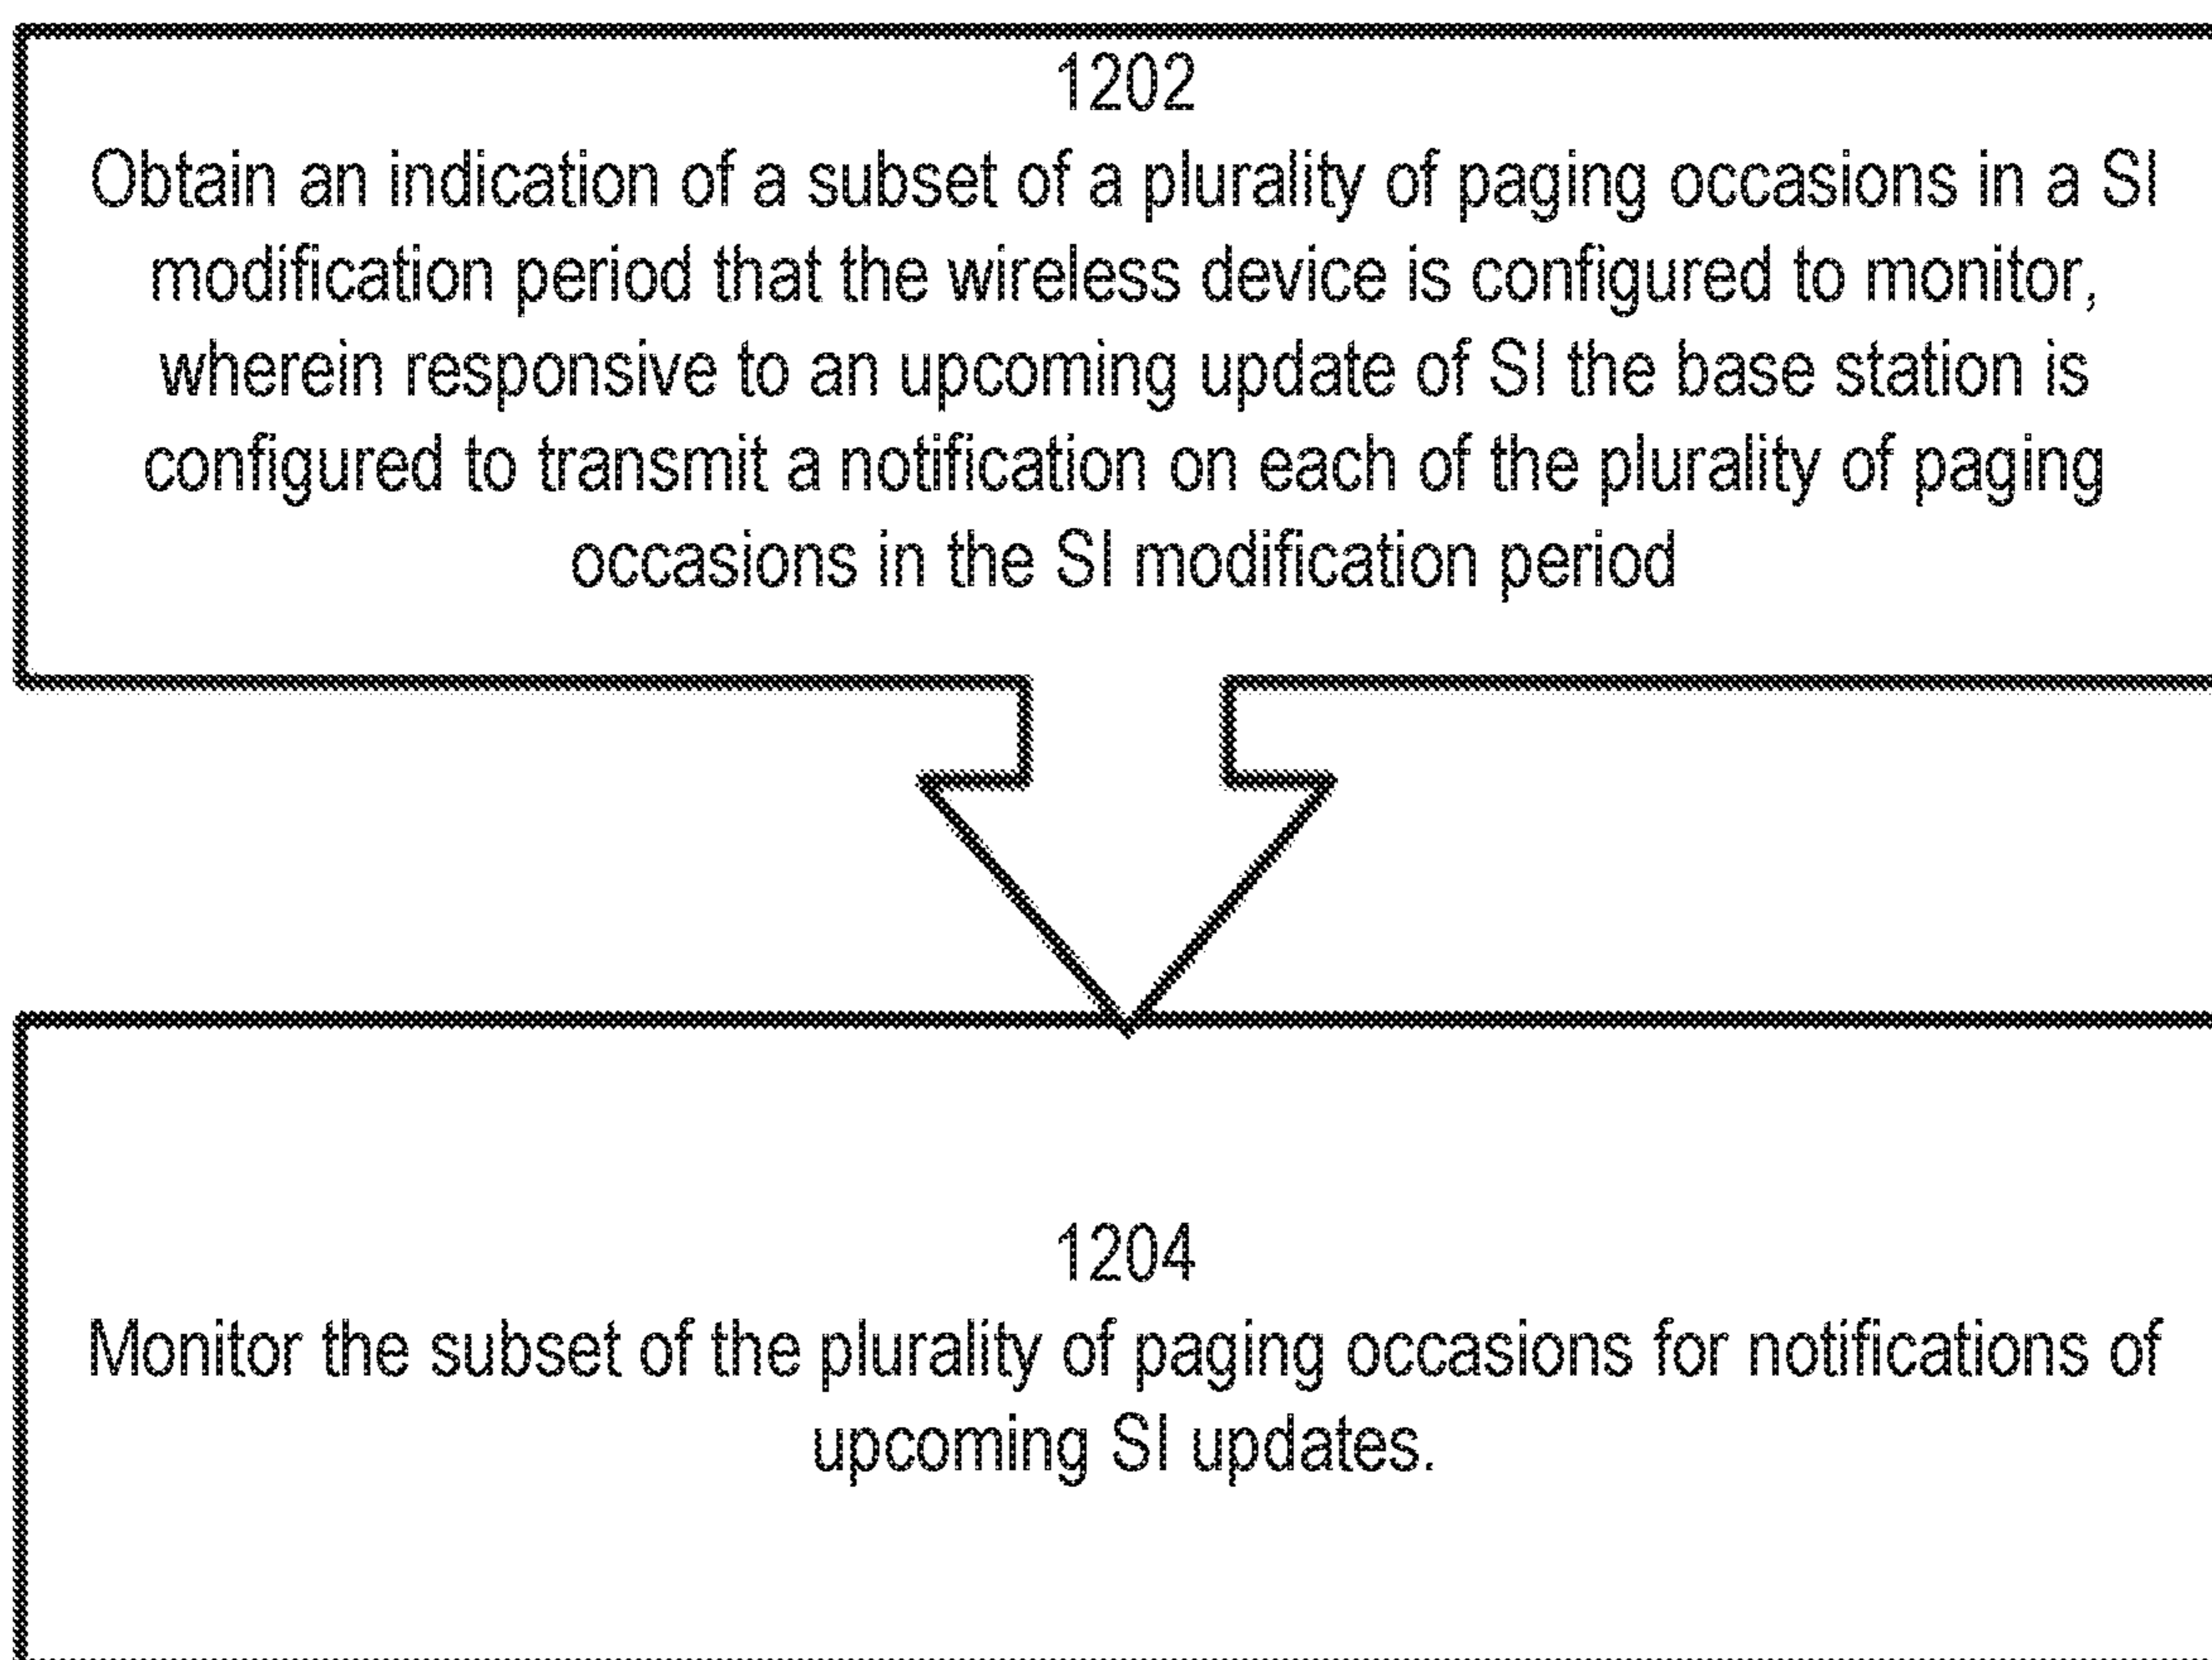 1202
Obtain an indication of a subset of a plurality of paging occasions in a SI
modification period that the wireless device is configured to monitor,
wherein responsive to an upcoming update of SI the base station is
configured to transmit a notification on each of the plurality of paging
occasions in the SI modification period
1204
Monitor the subset of the plurality of paging occasions for notifications of
upcoming SI updates.